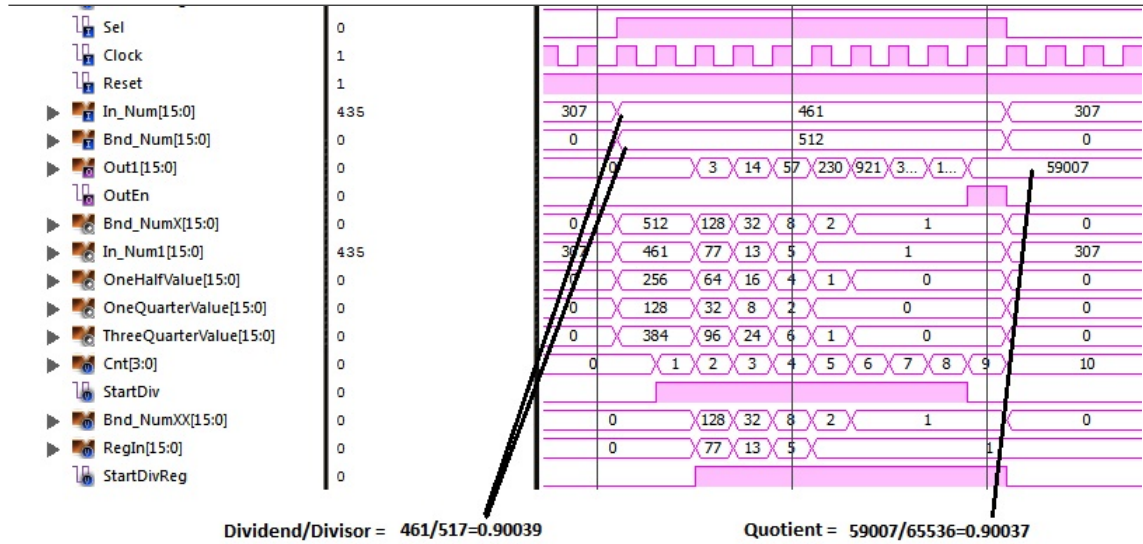 Sel 0
Clock 1
Reset 1
In_Num[15:0] 435 307 461 307
Bnd_Num[15:0] 0 0 512 0
Out1[15:0] 0 0 3 14 57 230 921 3... 1... 59007
OutEn 0
Bnd_NumX[15:0] 0 0 512 128 32 8 2 1 0
In_Num1[15:0] 435 307 461 77 13 5 1 307
OneHalfValue[15:0] 0 0 256 64 16 4 1 0 0
OneQuarterValue[15:0] 0 0 128 32 8 2 0 0
ThreeQuarterValue[15:0] 0 0 384 96 24 6 1 0 0
Cnt[3:0] 0 0 1 2 3 4 5 6 7 8 9 10
StartDiv 0
Bnd_NumXX[15:0] 0 0 128 32 8 2 1 0
RegIn[15:0] 0 0 77 13 5 1
StartDivReg 0
Dividend/Divisor = 461/517=0.90039 Quotient = 59007/65536=0.90037